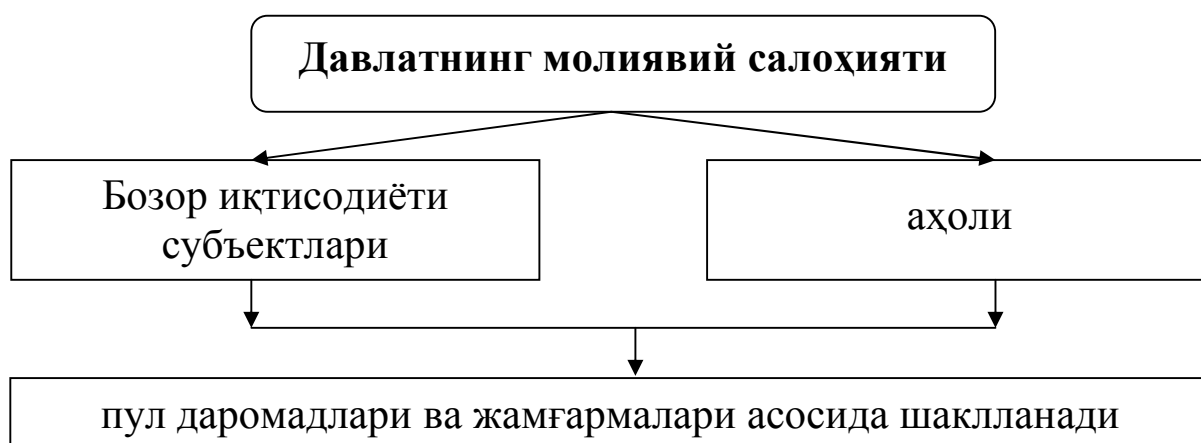 Давлатнинг молиявий салоҳияти
Бозор иқтисодиёти
субъектлари
аҳоли
пул даромадлари ва жамғармалари асосида шаклланади